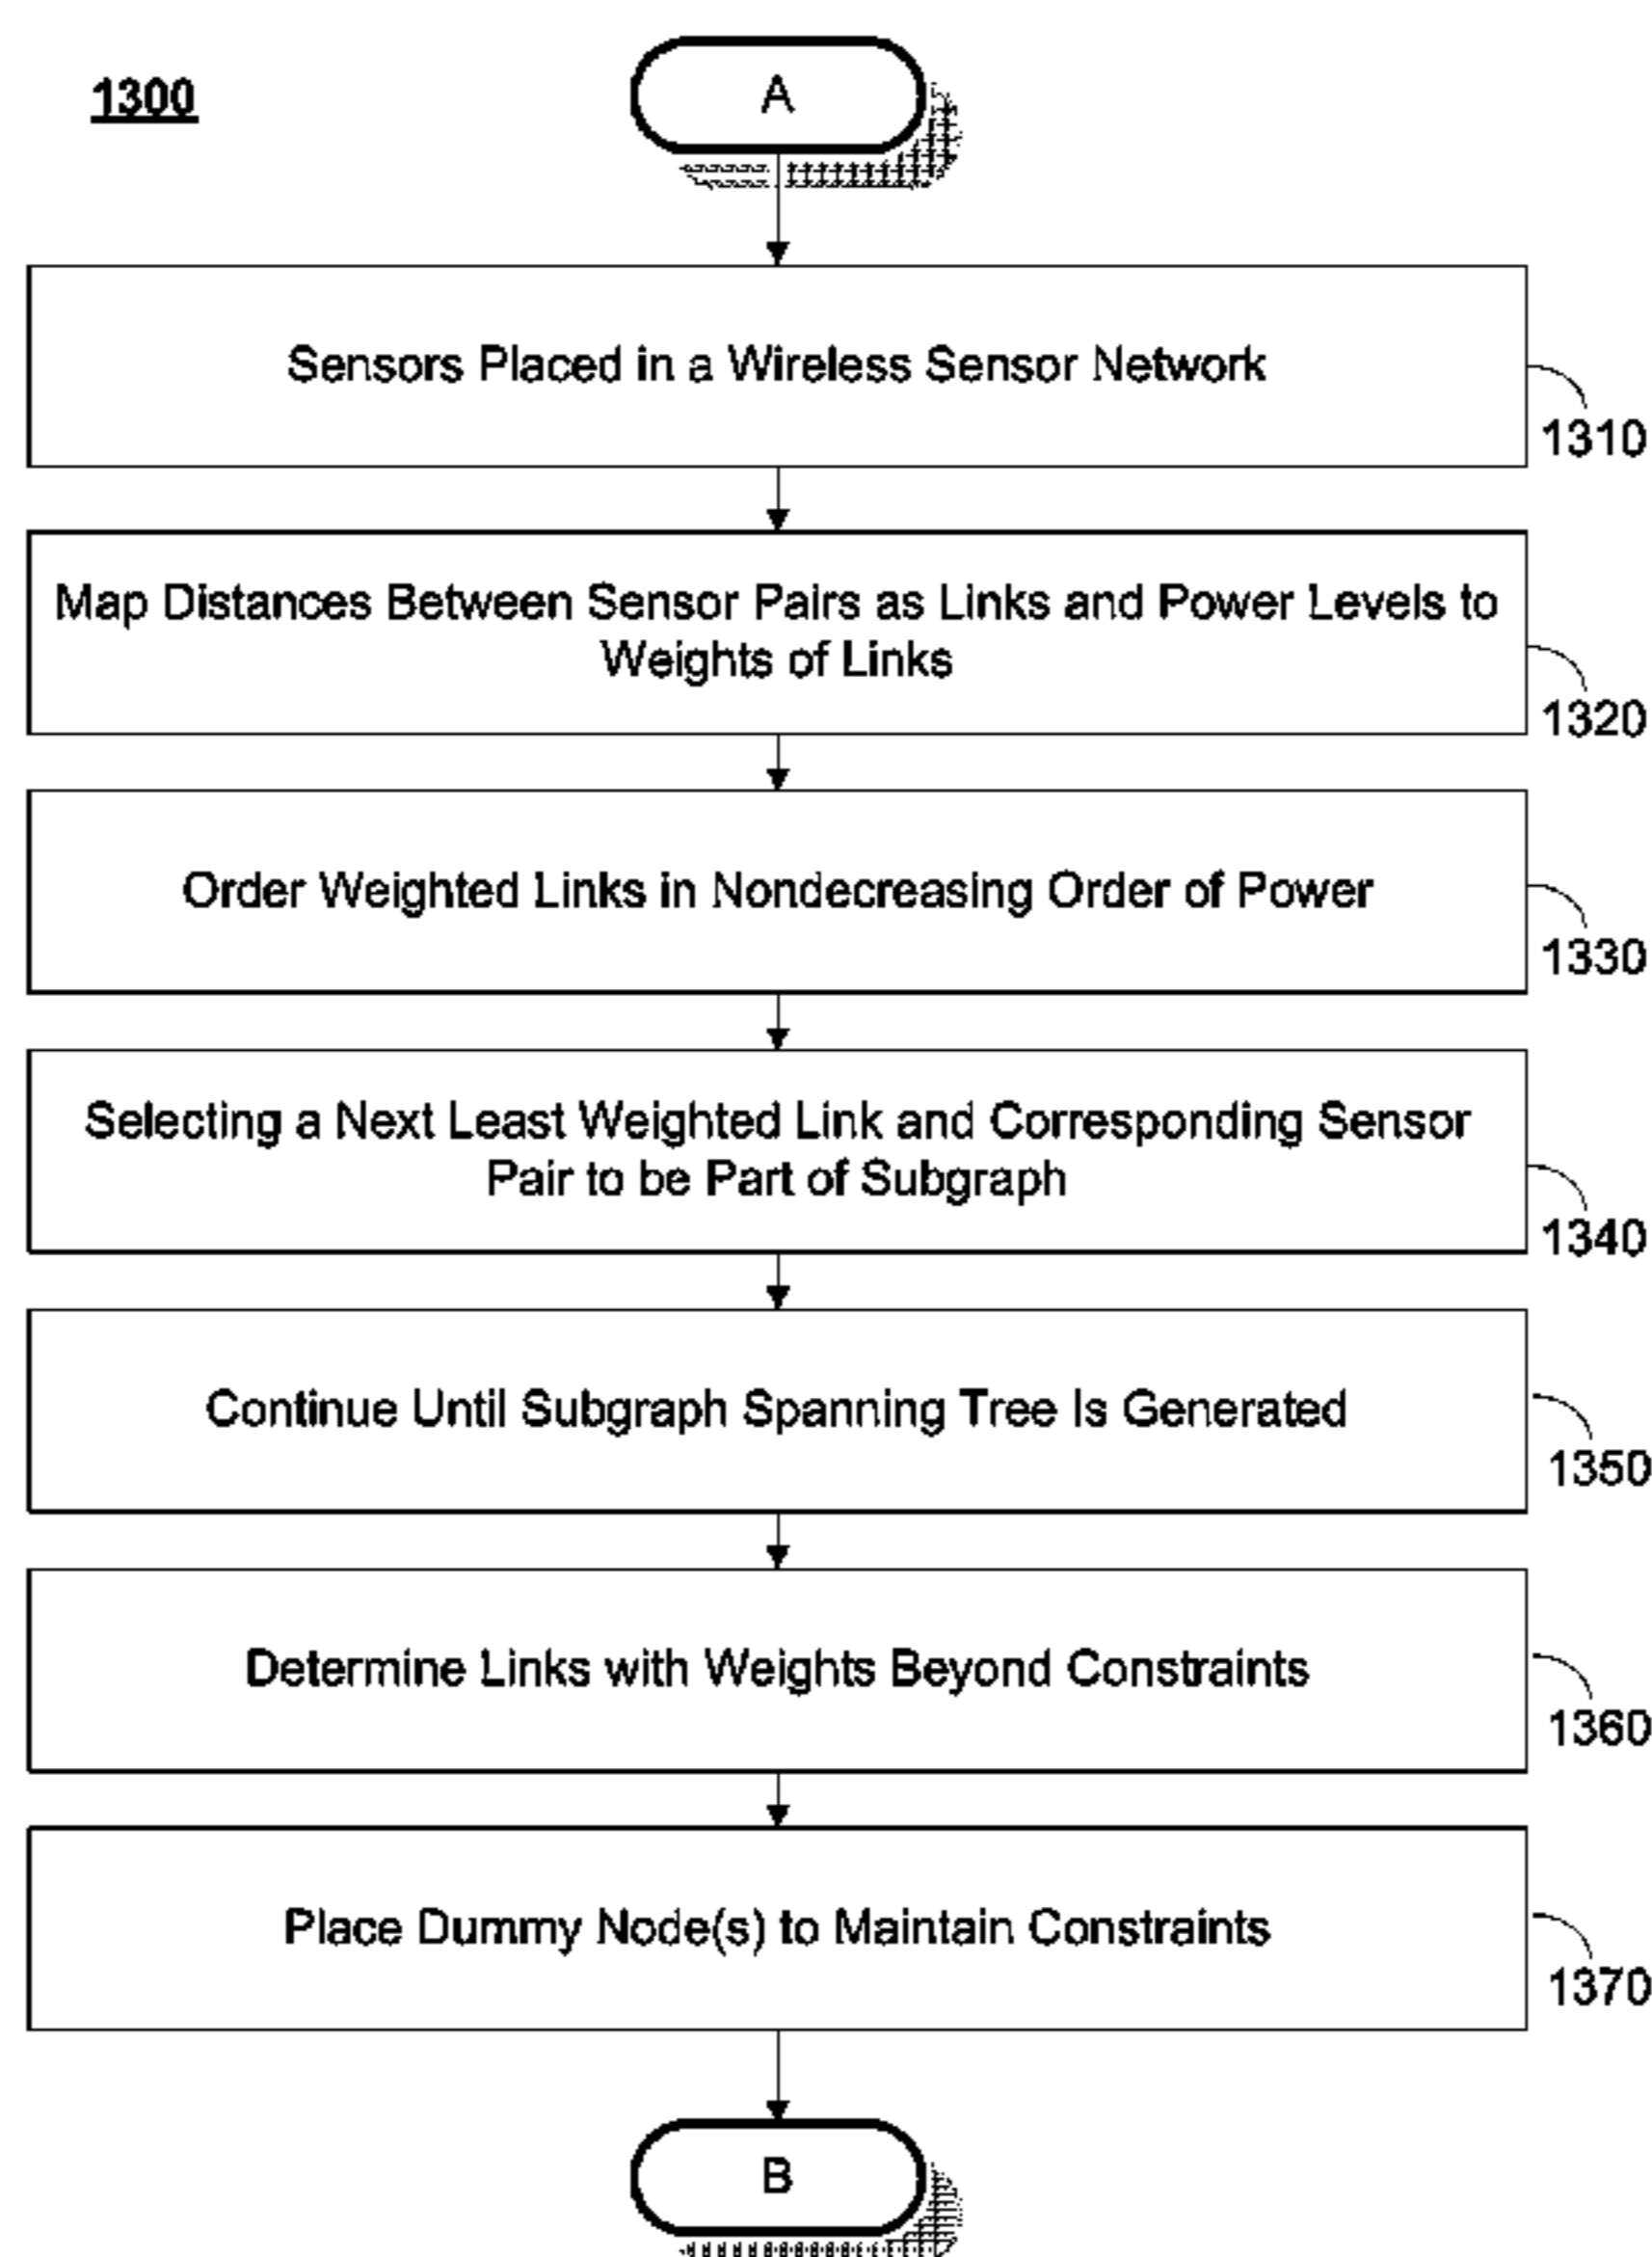 1300
A
Sensors Placed in a Wireless Sensor Network
1310
Map Distances Between Sensor Pairs as Links and Power Levels to
Weights of Links
1320
Order Weighted Links in Nondecreasing Order of Power
1330
Selecting a Next Least Weighted Link and Corresponding Sensor
Pair to be Part of Subgraph
1340
Continue Until Subgraph Spanning Tree Is Generated
1350
Determine Links with Weights Beyond Constraints
1360
Place Dummy Node(s) to Maintain Constraints
1370
B